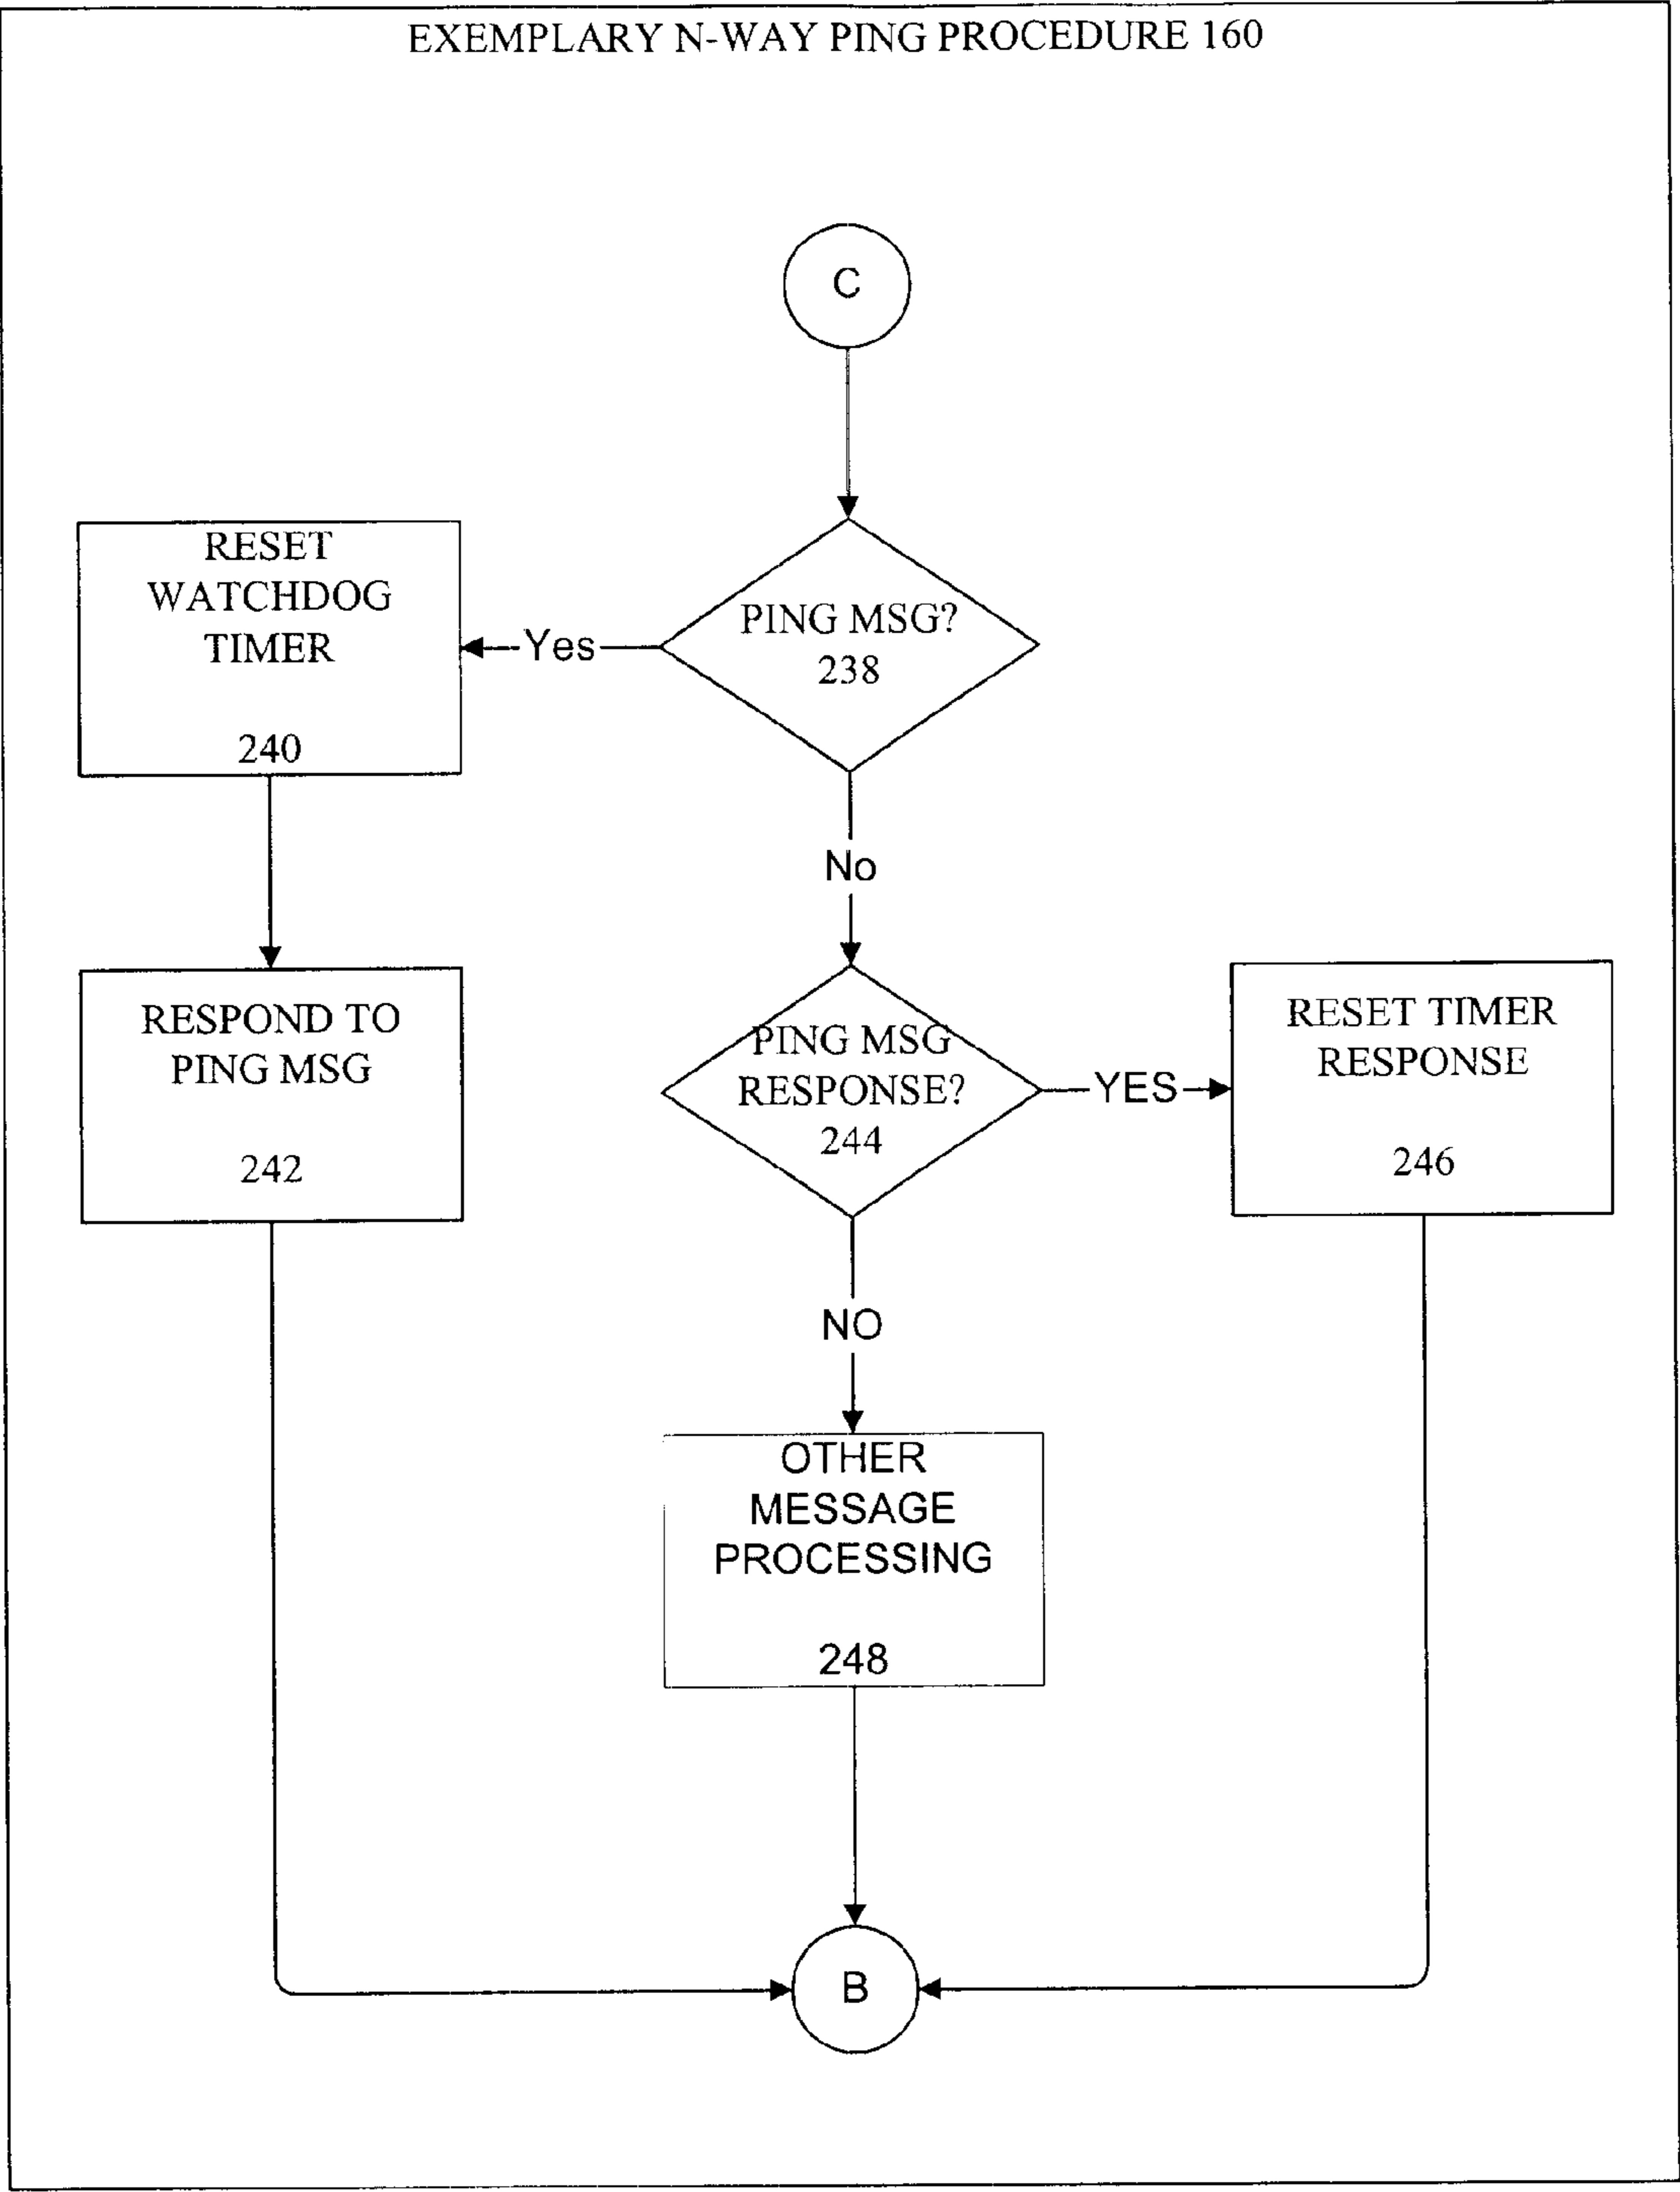 EXEMPLARY N-WAY PING PROCEDURE 160
C
RESET
WATCHDOG
TIMER
240
Yes
PING MSG?
238
No
RESPOND TO
PING MSG
242
PING MSG
RESPONSE?
244
YES
RESET TIMER
RESPONSE
246
NO
OTHER
MESSAGE
PROCESSING
248
B